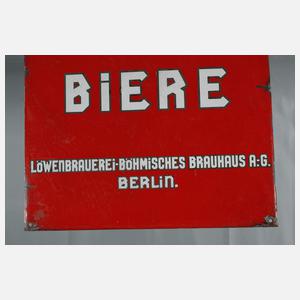 BiERE
LÖWENBRAUEREi-BÖHMiSCHES BRAUHAUS A:G.
BERLiN.